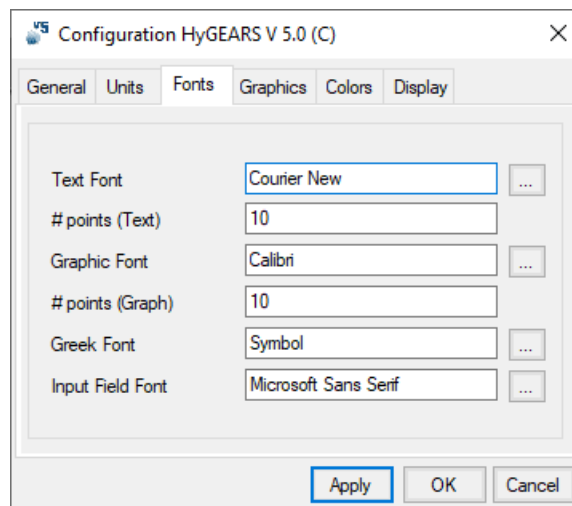 V5 Configuration HyGEARS V 5.0 (C)
General Units Fonts Graphics Colors Display
Text Font Courier New ...
# points (Text) 10
Graphic Font Calibri ...
# points (Graph) 10
Greek Font Symbol ...
Input Field Font Microsoft Sans Serif ...
Apply OK Cancel